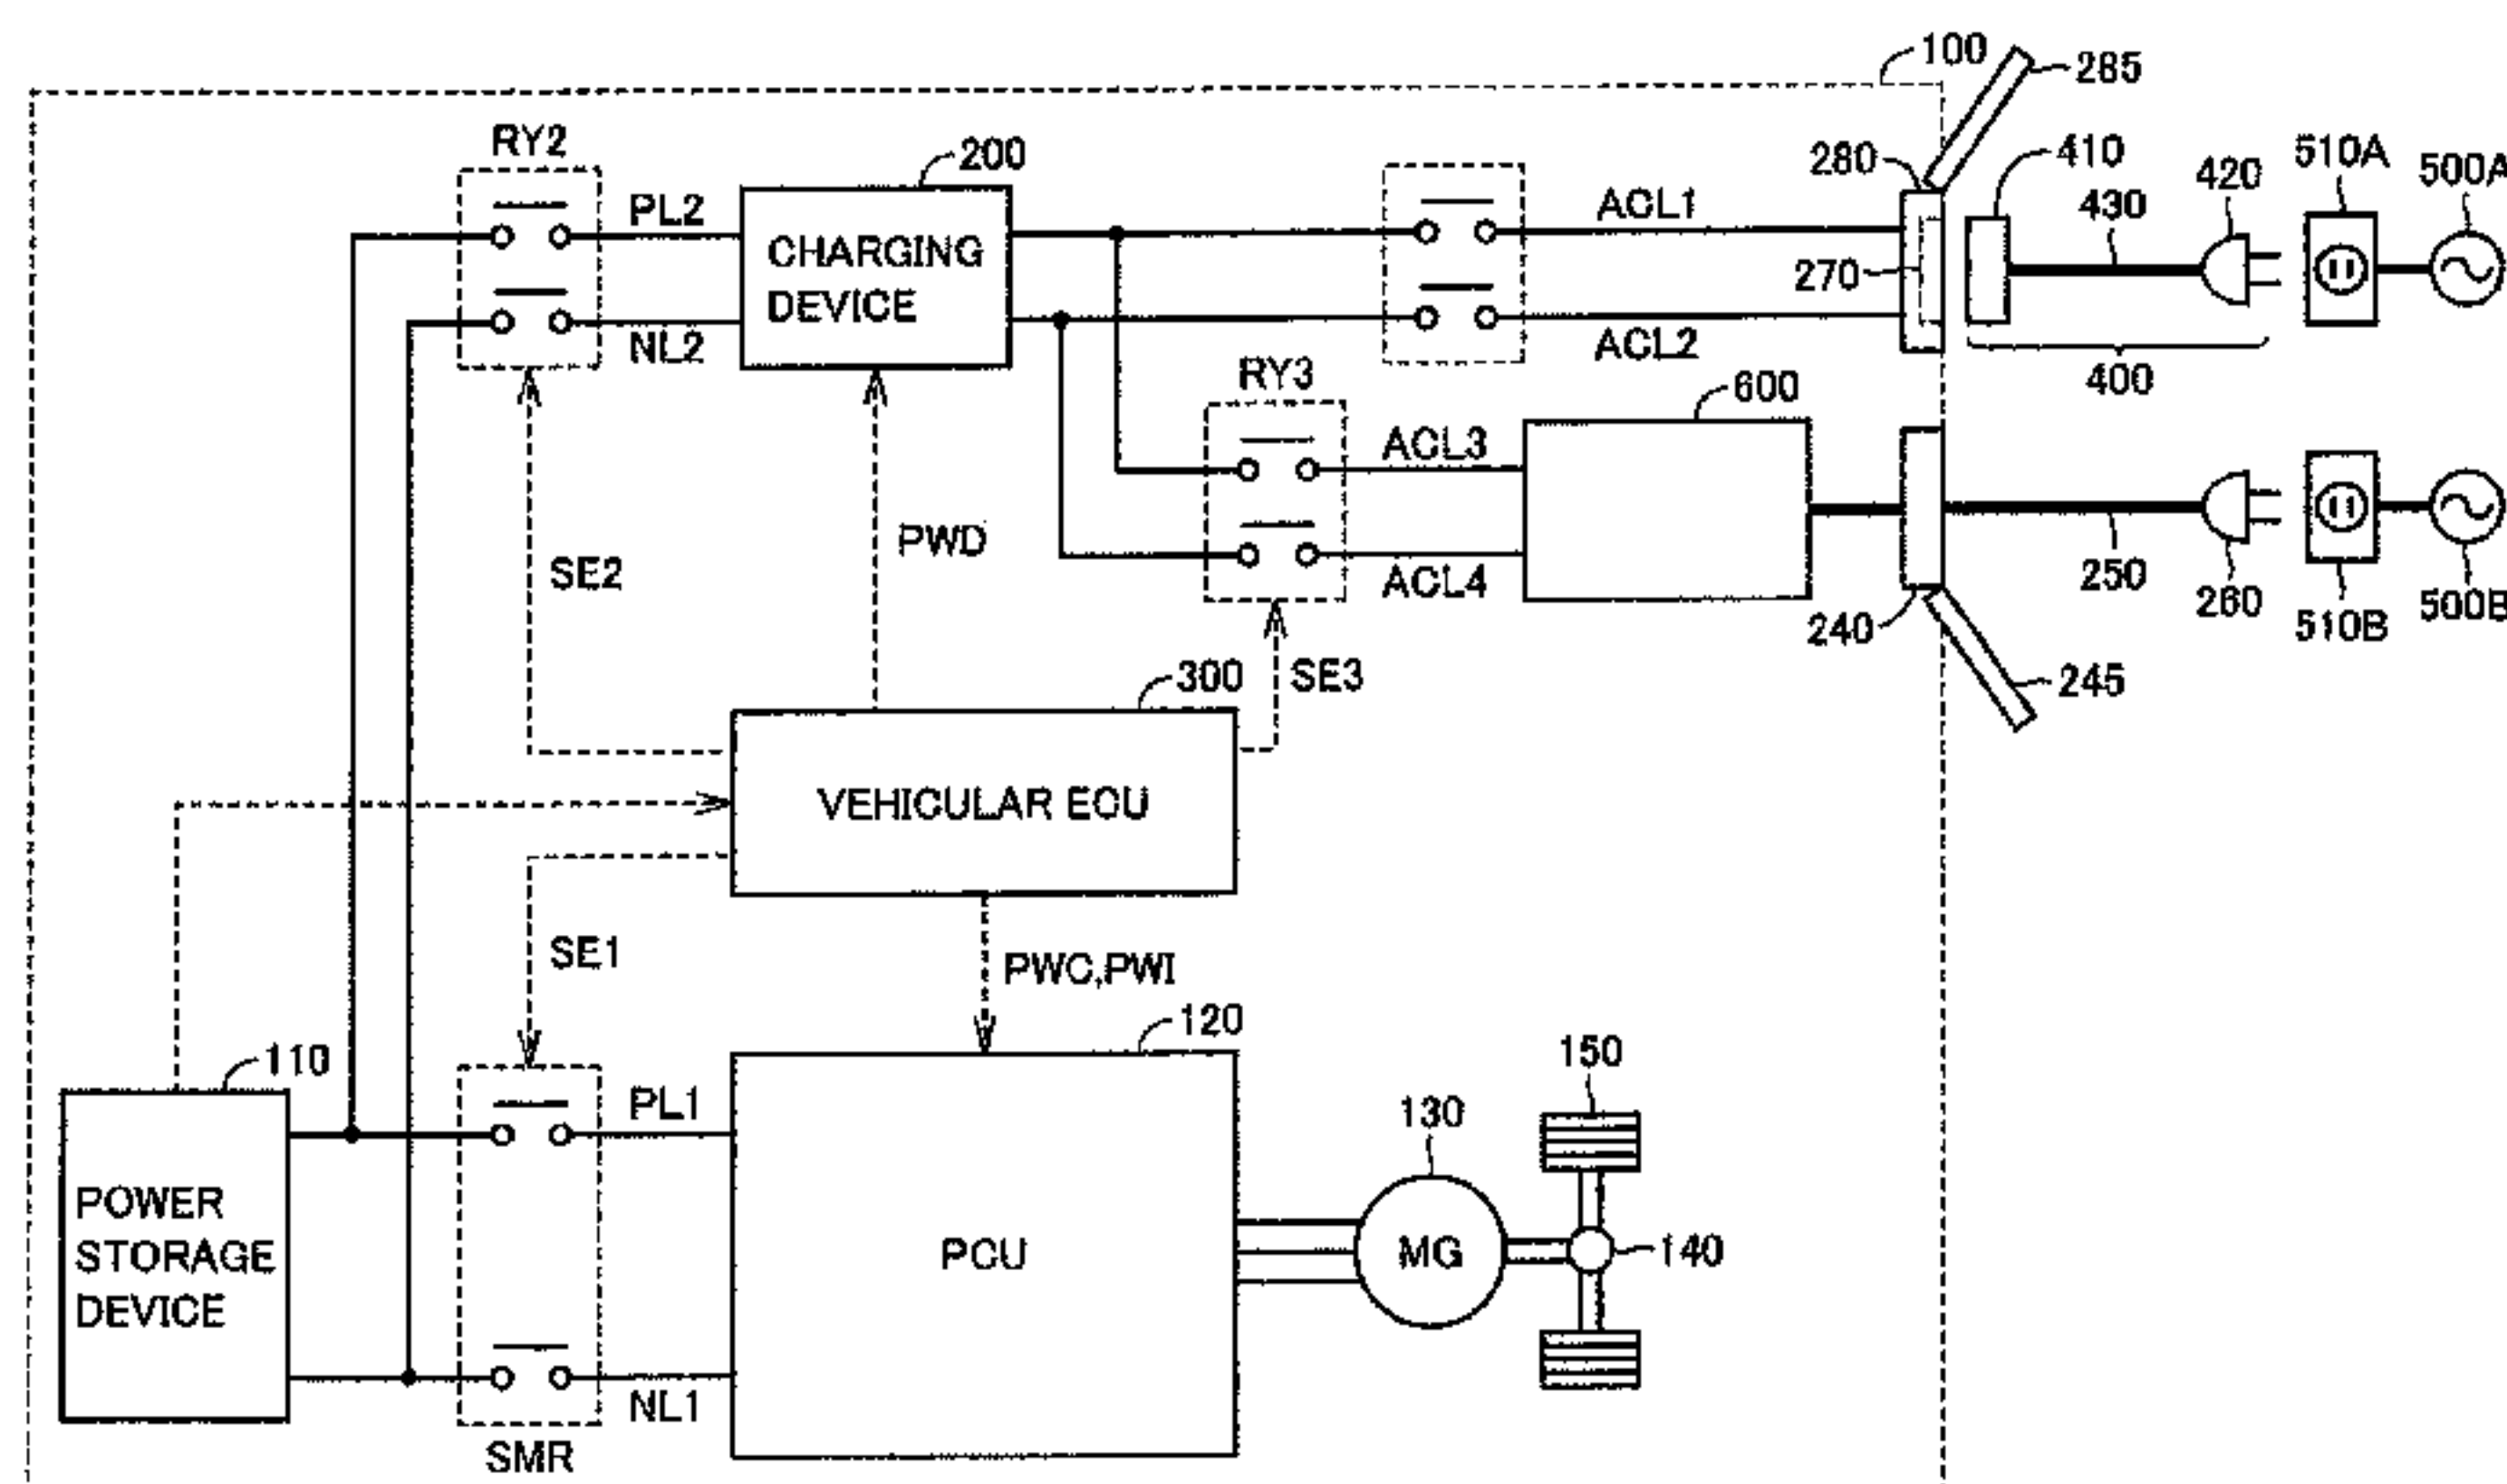 100
285
RY2
200
280
410
510A
420
500A
PL2
ACL1
430
CHARGING
DEVICE
270
NL2
ACL2
RY3
600
400
ACL3
PWD
SE2
ACL4
250
260
500B
240
510B
300
SE3
245
VEHICULAR ECU
SE1
PWC,PWI
120
110
150
PL1
130
POWER
STORAGE
DEVICE
PCU
MG
140
NL1
SMR